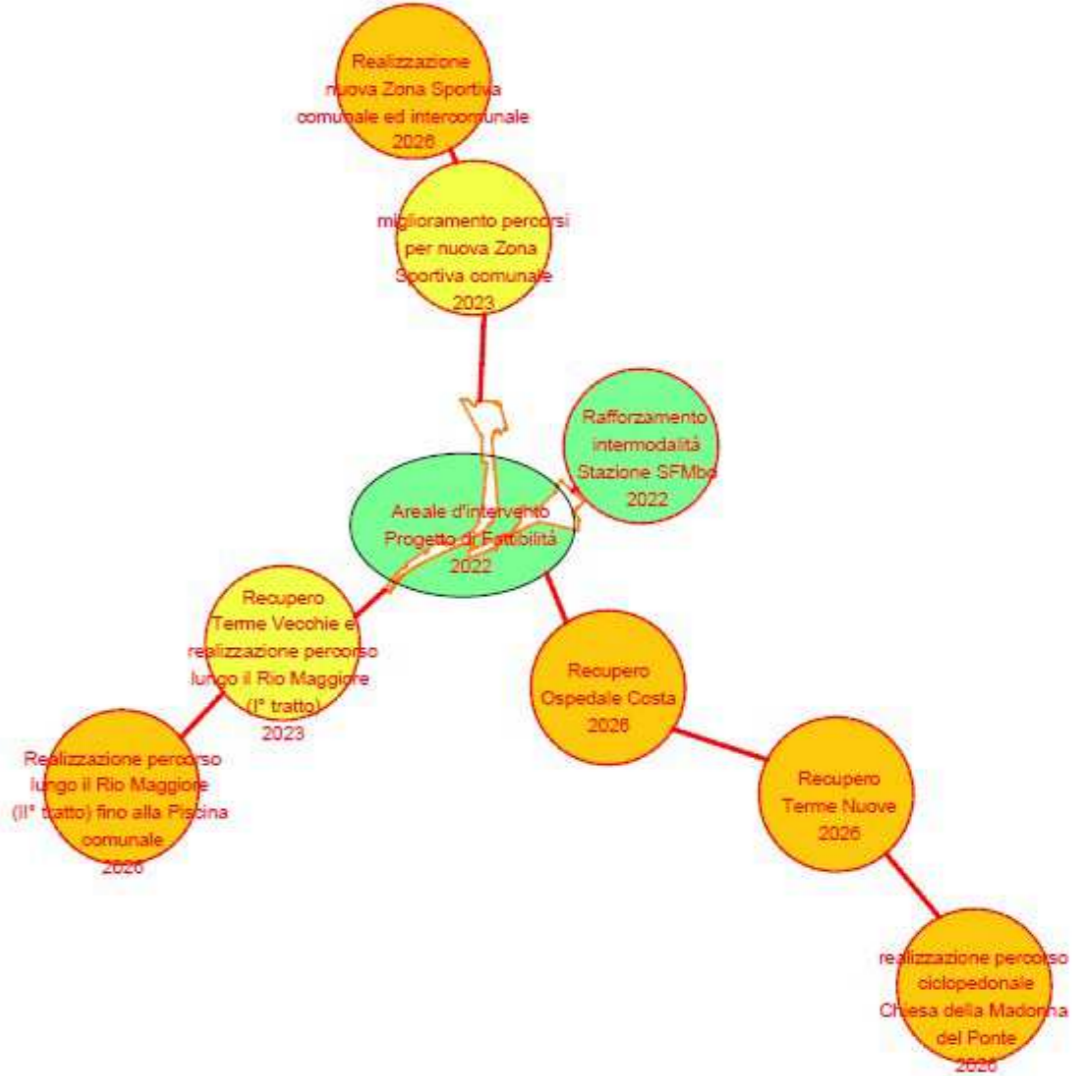 Realizzazione
nuova Zona Sportiva
comunale ed intercomunale
2026
miglioramento percorsi
per nuova Zona
Sportiva comunale
2023
Rafforzamento
intermodalità
Stazione SFMbo
2022
Areale d'intervento
Progetto di Fattibilità
2022
Recupero
Terme Vecchie e
realizzazione percorso
lungo il Rio Maggiore
(I° tratto)
2023
Realizzazione percorso
lungo il Rio Maggiore
(II° tratto) fino alla Piscina
comunale
2026
Recupero
Ospedale Costa
2026
Recupero
Terme Nuove
2026
realizzazione percorso
ciclopedonale
Chiesa della Madonna
del Ponte
2026